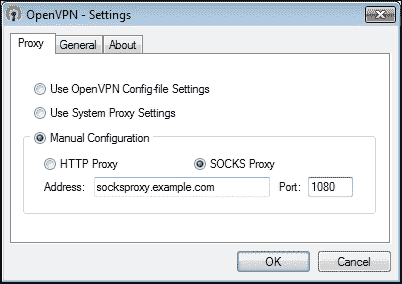 OpenVPN - Settings
Proxy General About
Use OpenVPN Config-file Settings
Use System Proxy Settings
Manual Configuration
HTTP Proxy SOCKS Proxy
Address: socksproxy.example.com Port: 1080
OK Cancel